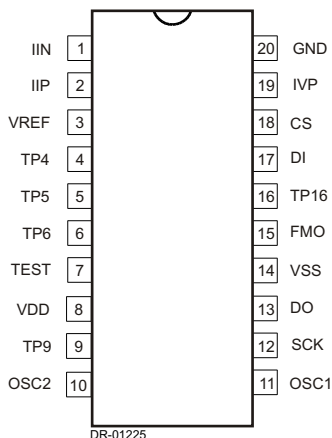 IIN 1 20 GND
IIP 2 19 IVP
VREF 3 18 CS
TP4 4 17 DI
TP5 5 16 TP16
TP6 6 15 FMO
TEST 7 14 VSS
VDD 8 13 DO
TP9 9 12 SCK
OSC2 10 11 OSC1
DR-01225